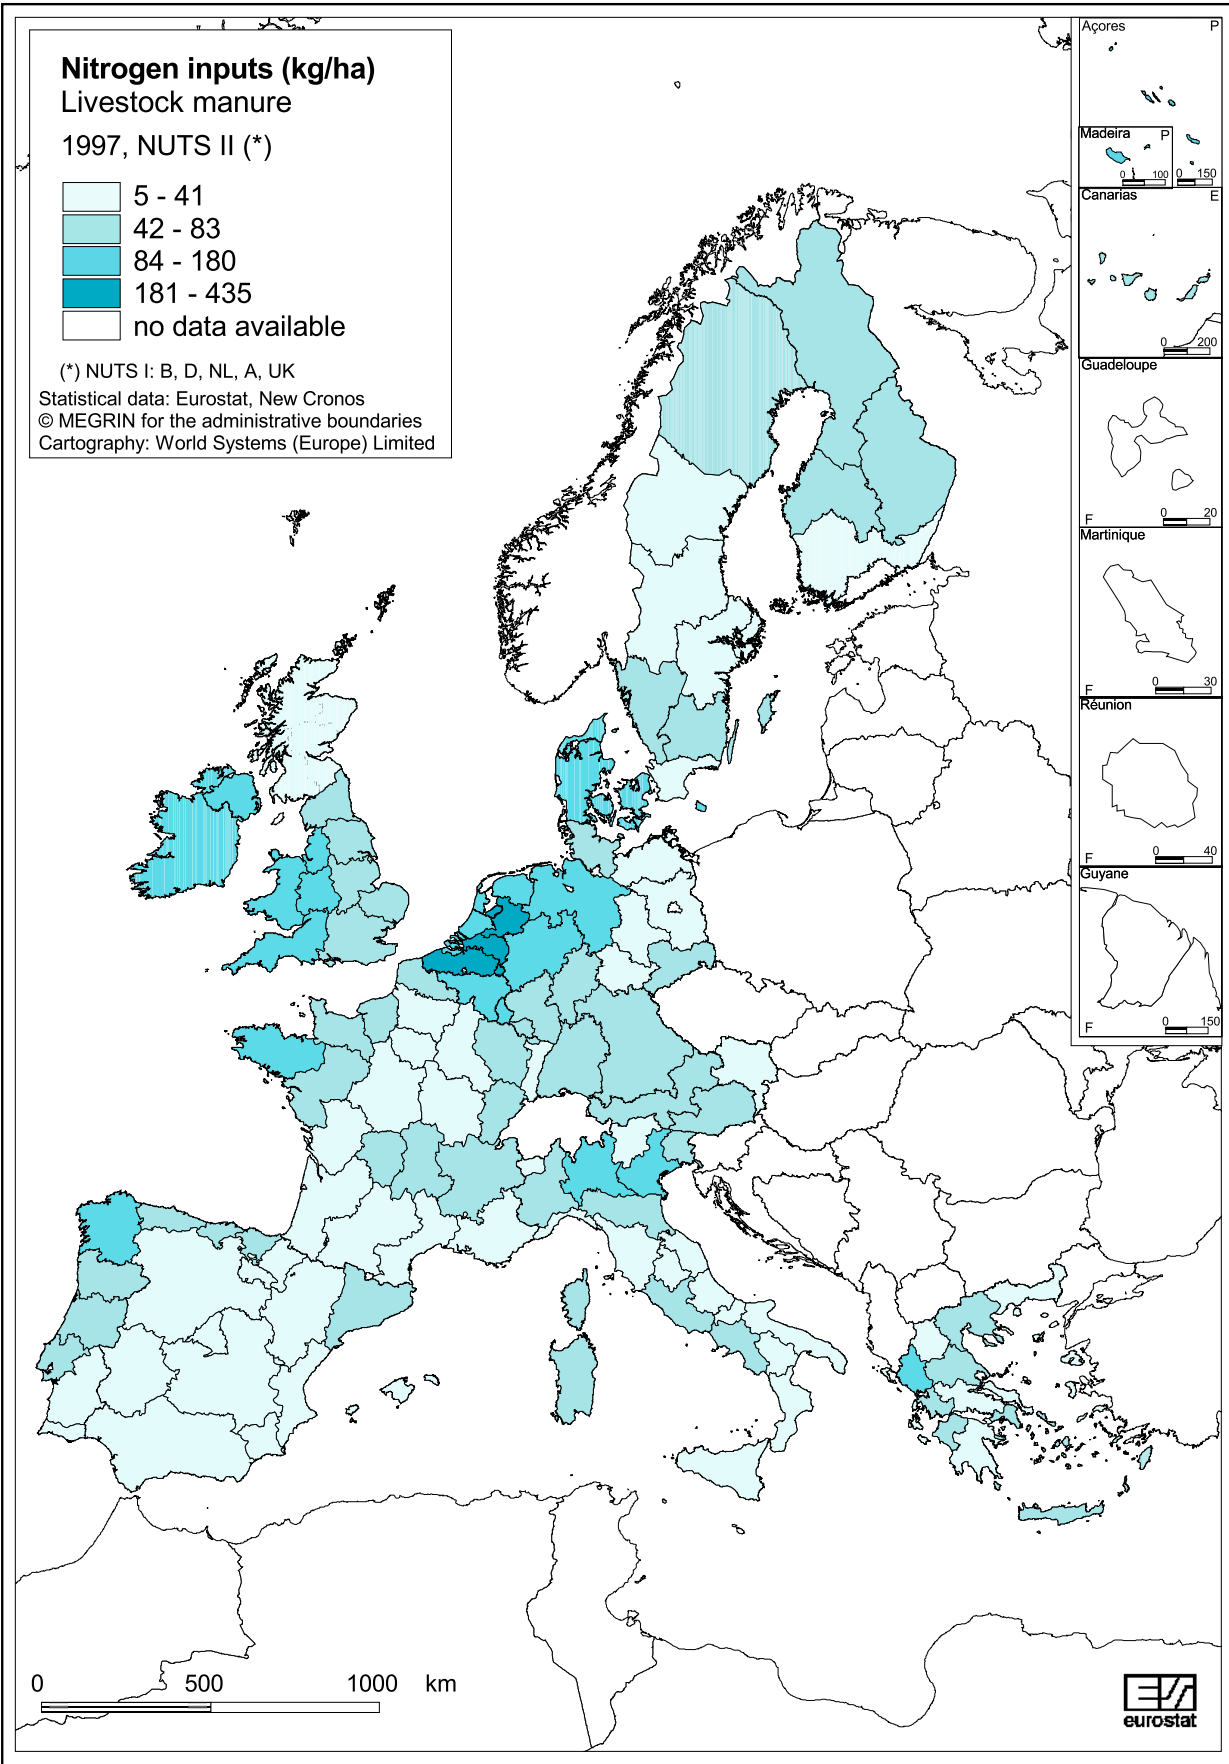 Nitrogen inputs (kg/ha)
Livestock manure
1997, NUTS II (*)
5 - 41
42 - 83
84 - 180
181 - 435
no data available
(*) NUTS I: B, D, NL, A, UK
Statistical data: Eurostat, New Cronos
© MEGRIN for the administrative boundaries
Cartography: World Systems (Europe) Limited
Açores P
Madeira P
0 100
0 150
Canarias E
0 200
Guadeloupe
F 0 20
Martinique
F 0 30
Réunion
F 0 40
Guyane
F 0 150
0 500 1000 km
eurostat